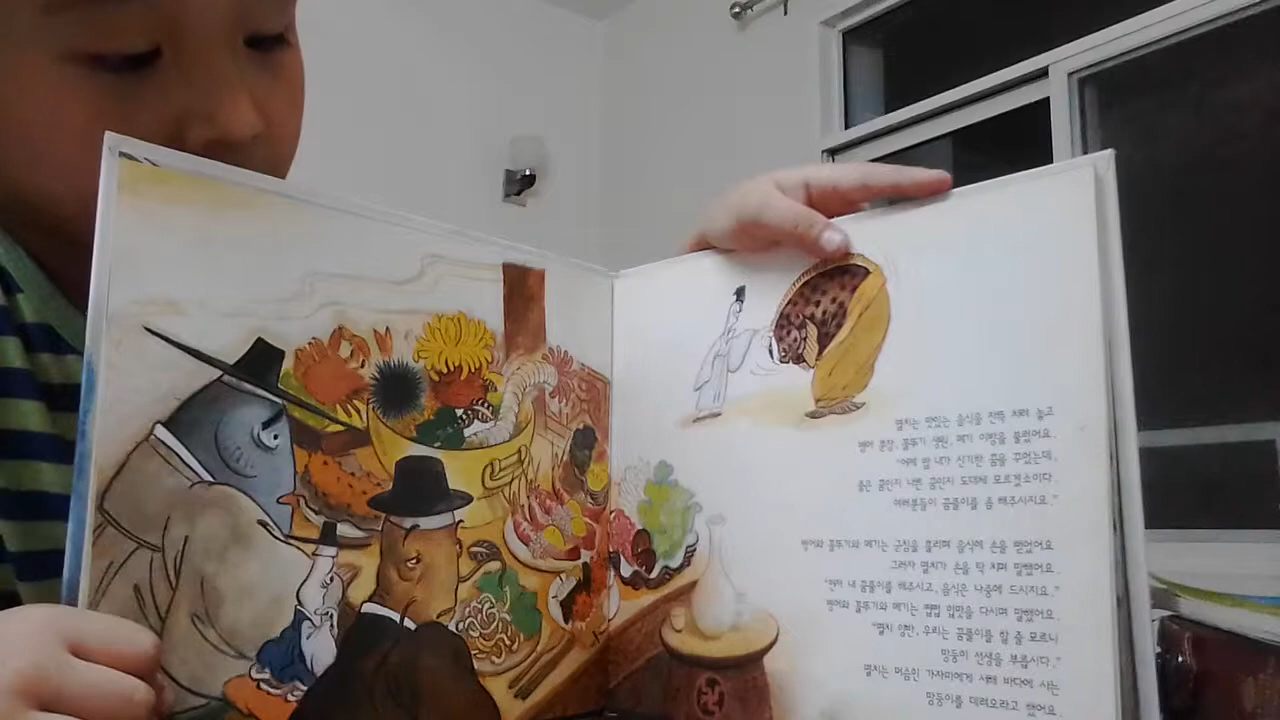 멸치는 맛있는 음식을 잔뜩 차려 놓고
병어 훈장, 꼴뚜기 생원, 메기 이방을 불렀어요.
"어제 밤 내가 신기한 꿈을 꾸었는데,
좋은 꿈인지 나쁜 꿈인지 도대체 모르겠소이다.
여러분들이 꿈풀이를 좀 해주시지요."
병어와 꼴뚜기와 메기는 군침을 흘리며 음식에 손을 뻗었어요.
그러자 멸치가 손을 탁 치며 말했어요.
"먼저 내 꿈풀이를 해주시고, 음식은 나중에 드시지요."
병어와 꼴뚜기와 메기는 쩝쩝 입맛을 다시며 말했어요.
"멸치 양반, 우리는 꿈풀이를 할 줄 모르니
망둥이 선생을 부릅시다."
멸치는 머슴인 가자미에게 서해 바다에 사는
망둥이를 데려오라고 했어요.